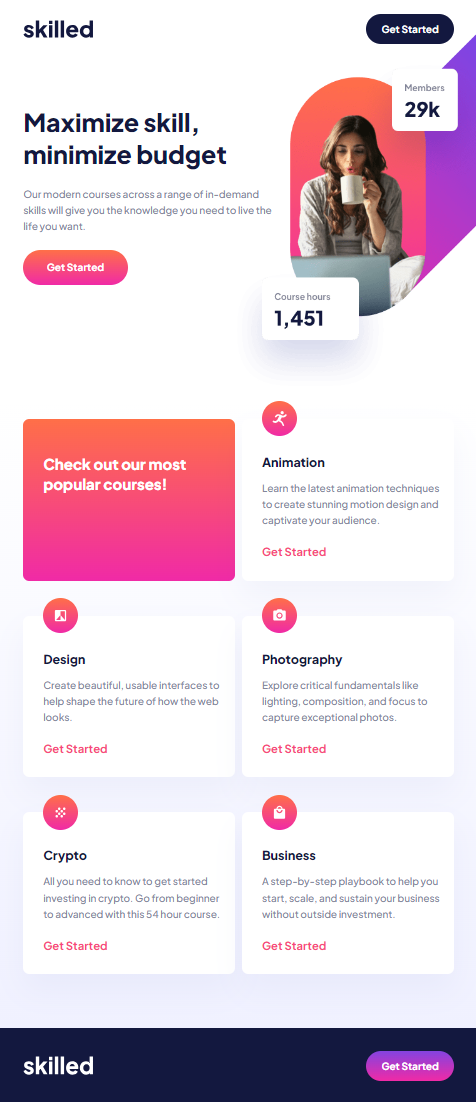 skilled
Get Started
Members
29k
Maximize skill,
minimize budget
Our modern courses across a range of in-demand
skills will give you the knowledge you need to live the
life you want.
Get Started
Course hours
1,451
Check out our most
popular courses!
Animation
Learn the latest animation techniques
to create stunning motion design and
captivate your audience.
Get Started
Design
Create beautiful, usable interfaces to
help shape the future of how the web
looks.
Get Started
Photography
Explore critical fundamentals like
lighting, composition, and focus to
capture exceptional photos.
Get Started
Crypto
All you need to know to get started
investing in crypto. Go from beginner
to advanced with this 54 hour course.
Get Started
Business
A step-by-step playbook to help you
start, scale, and sustain your business
without outside investment.
Get Started
skilled
Get Started